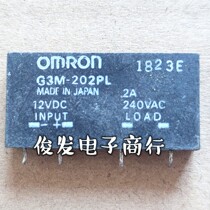 OMRON 1823E
G3M-202PL
MADE IN JAPAN 2A
12VDC 240VAC
INPUT LOAD
- +
俊发电子商行